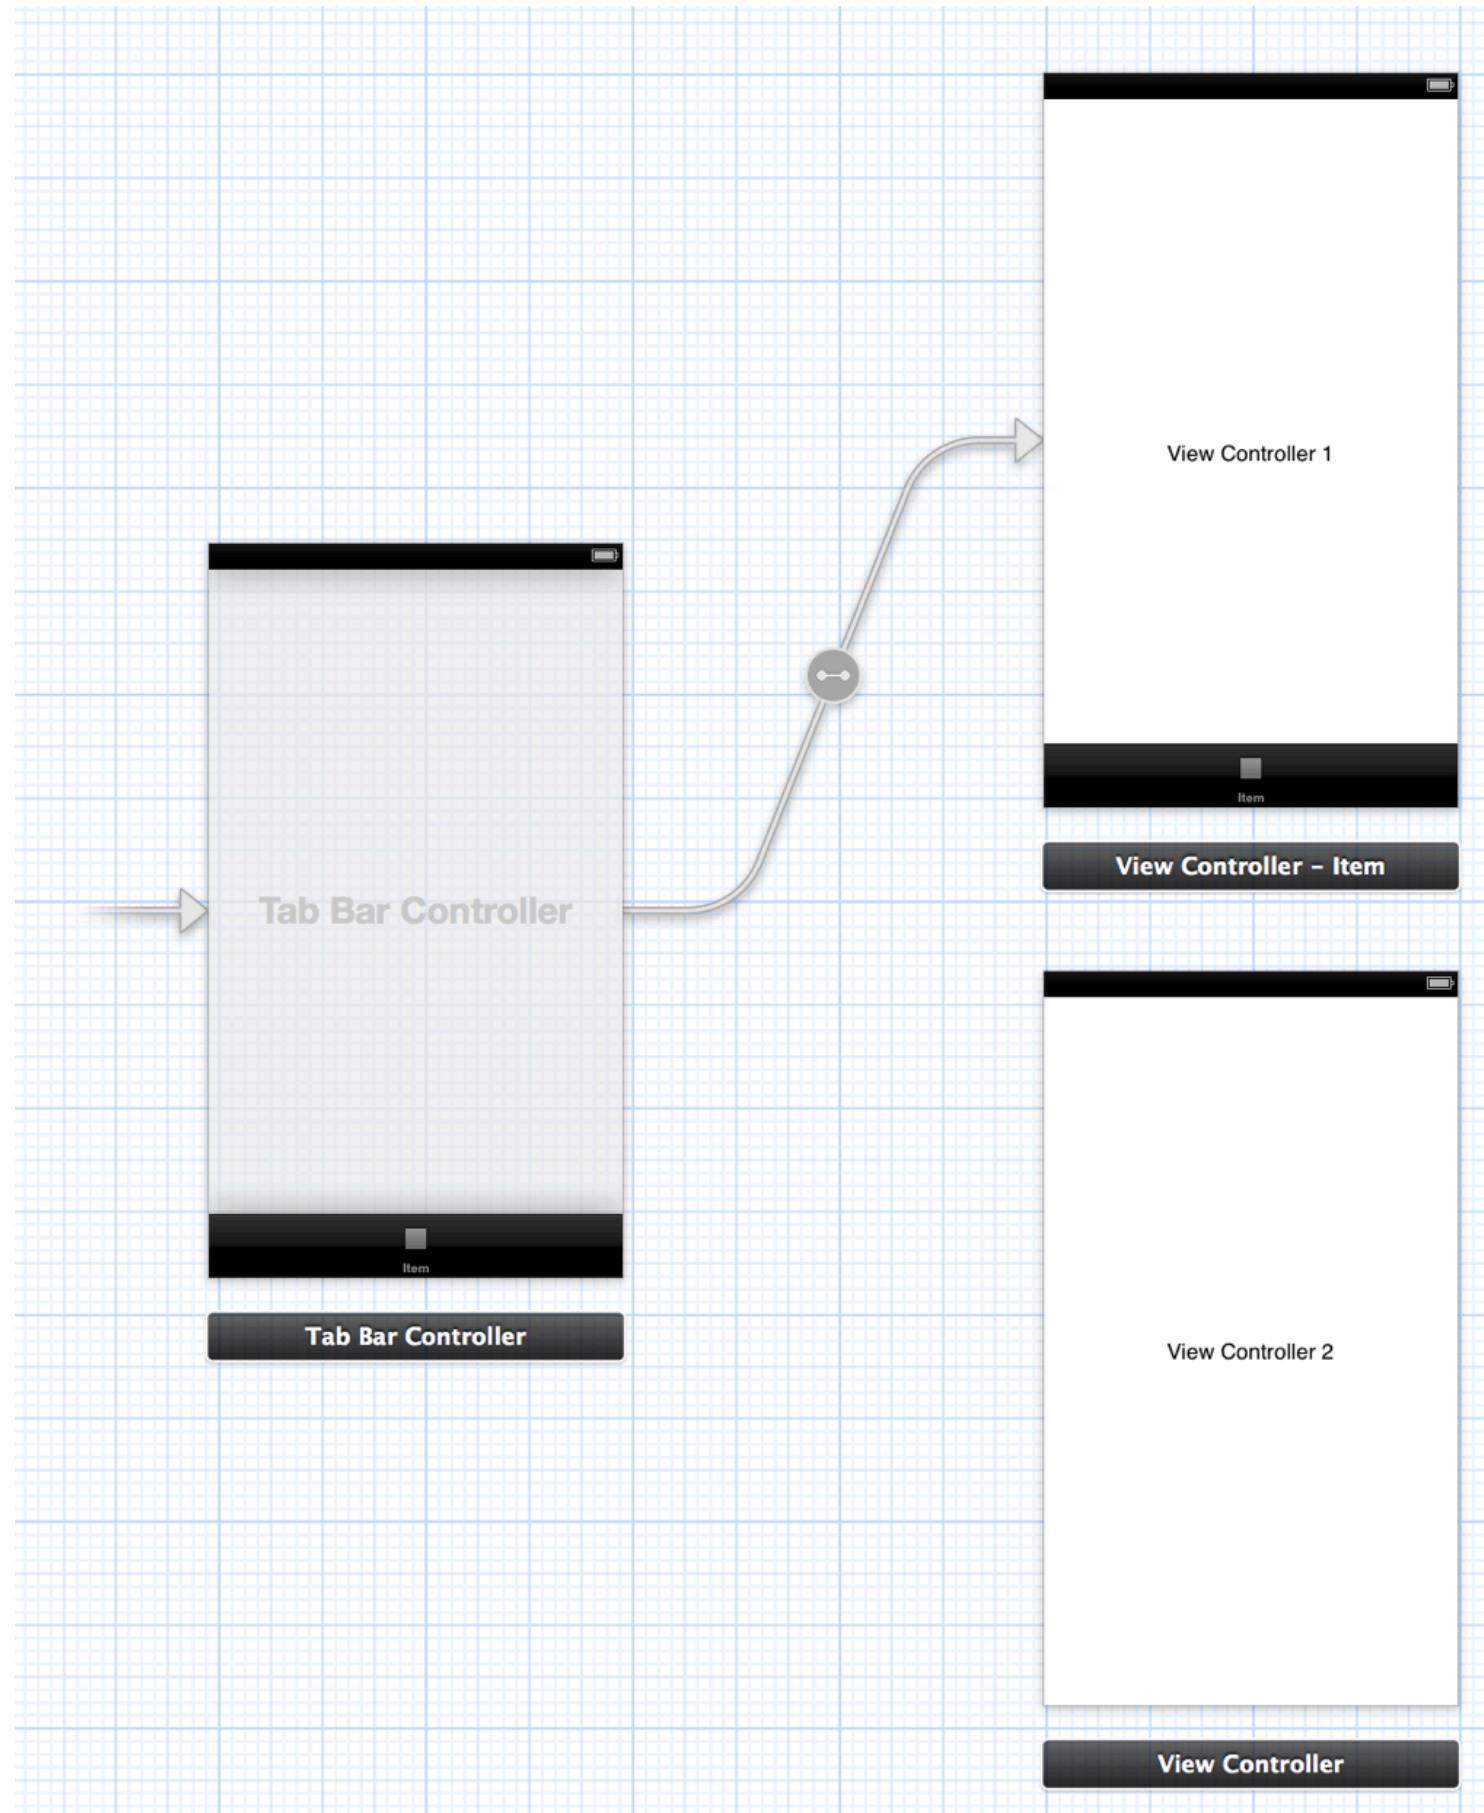 View Controller 1
Item
View Controller – Item
Tab Bar Controller
Item
Tab Bar Controller
View Controller 2
View Controller